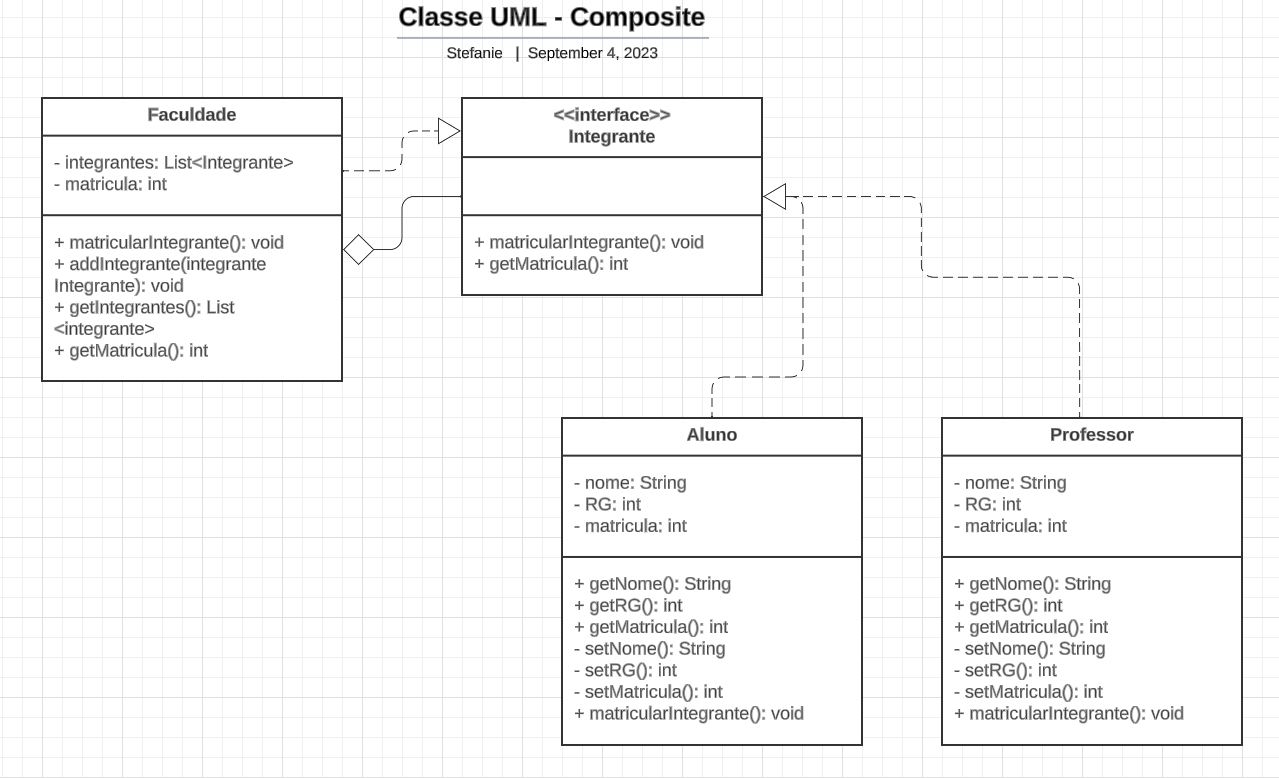 Classe UML - Composite
Stefanie | September 4, 2023
Faculdade
- integrantes: List<Integrante>
- matricula: int
+ matricularIntegrante(): void
+ addIntegrante(integrante
Integrante): void
+ getIntegrantes(): List
<integrante>
+ getMatricula(): int
<<interface>>
Integrante
+ matricularIntegrante(): void
+ getMatricula(): int
Aluno
- nome: String
- RG: int
- matricula: int
+ getNome(): String
+ getRG(): int
+ getMatricula(): int
- setNome(): String
- setRG(): int
- setMatricula(): int
+ matricularIntegrante(): void
Professor
- nome: String
- RG: int
- matricula: int
+ getNome(): String
+ getRG(): int
+ getMatricula(): int
- setNome(): String
- setRG(): int
- setMatricula(): int
+ matricularIntegrante(): void